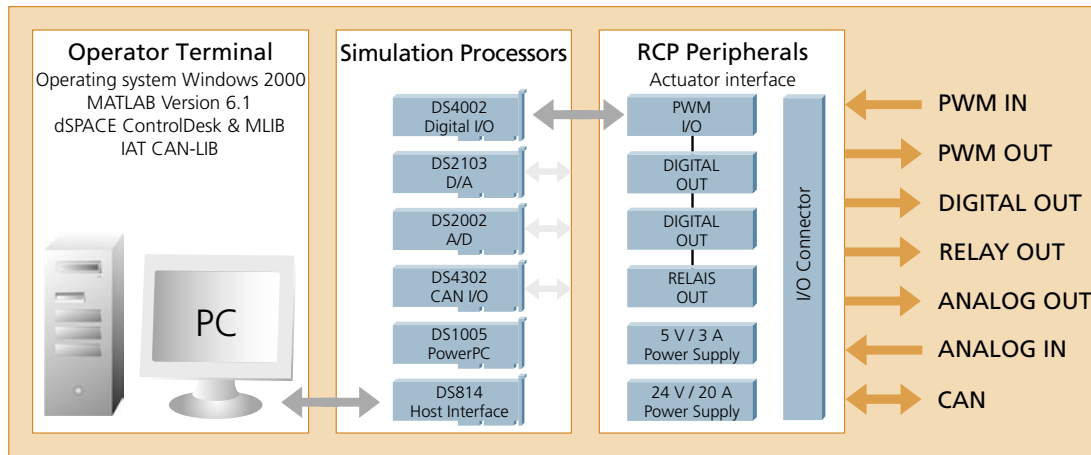 Operator Terminal
Operating system Windows 2000
MATLAB Version 6.1
dSPACE ControlDesk & MLIB
IAT CAN-LIB
PC
Simulation Processors
DS4002
Digital I/O
DS2103
D/A
DS2002
A/D
DS4302
CAN I/O
DS1005
PowerPC
DS814
Host Interface
RCP Peripherals
Actuator interface
PWM
I/O
DIGITAL
OUT
DIGITAL
OUT
RELAIS
OUT
5 V / 3 A
Power Supply
24 V / 20 A
Power Supply
I/O Connector
PWM IN
PWM OUT
DIGITAL OUT
RELAY OUT
ANALOG OUT
ANALOG IN
CAN